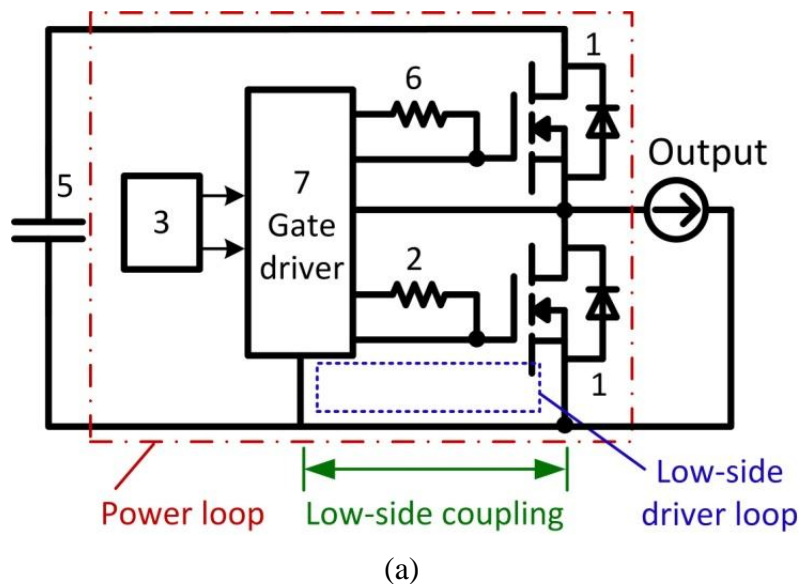 1
6
Output
5
7
Gate
driver
3
2
1
Power loop
Low-side coupling
Low-side
driver loop
(a)